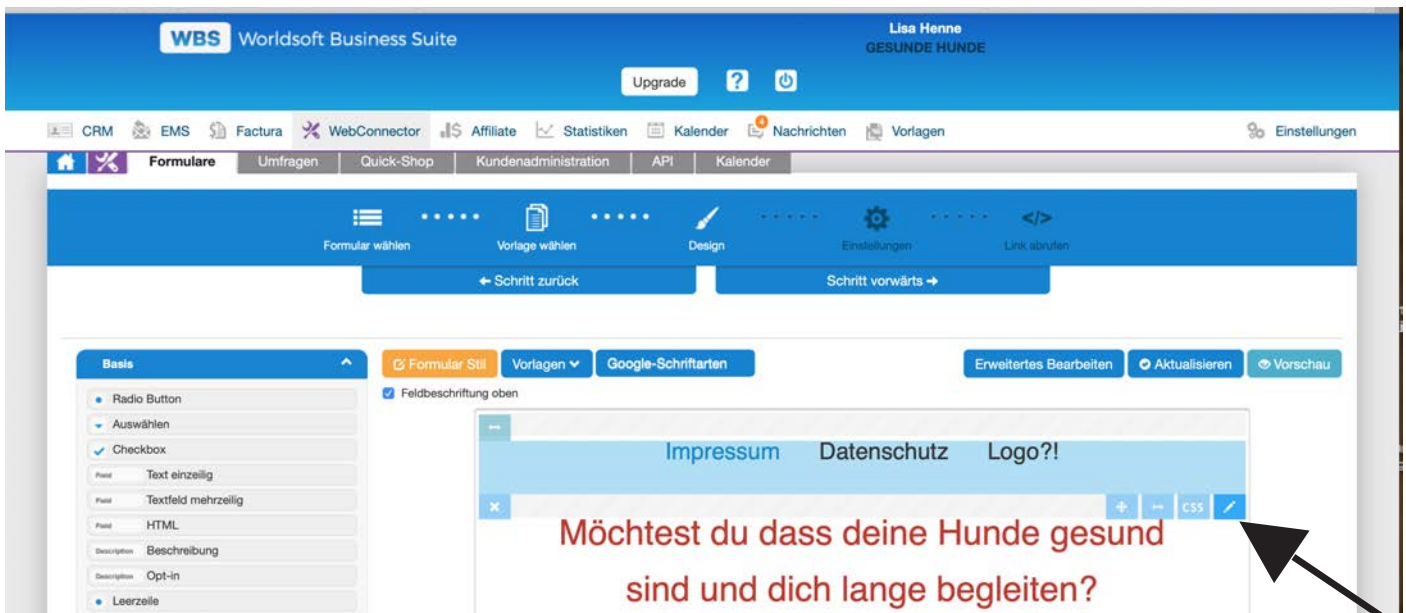 WBS Worldsoft Business Suite
Lisa Henne
GESUNDE HUNDE
Upgrade ?
CRM EMS Factura WebConnector Affiliate Statistiken Kalender 4 Nachrichten Vorlagen Einstellungen
Formulare Umfragen Quick-Shop Kundenadministration API Kalender
Formular wählen Vorlage wählen Design Einstellungen Link abrufen
← Schritt zurück Schritt vorwärts →
Basis Formular Stil Vorlagen Google-Schriftarten Erweitertes Bearbeiten Aktualisieren Vorschau
Feldbeschriftung oben
Radio Button
Auswählen
Checkbox
Text einzeilig
Textfeld mehrzeilig
HTML
Description Beschreibung
Description Opt-in
Leerzeile
Impressum Datenschutz Logo?!
CSS
Möchtest du dass deine Hunde gesund
sind und dich lange begleiten?